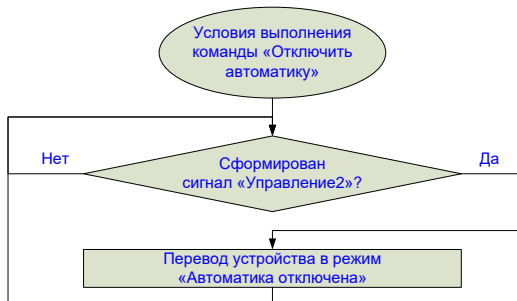 Условия выполнения
команды «Отключить
автоматику»
Нет
Да
Сформирован
сигнал «Управление2»?
Перевод устройства в режим
«Автоматика отключена»